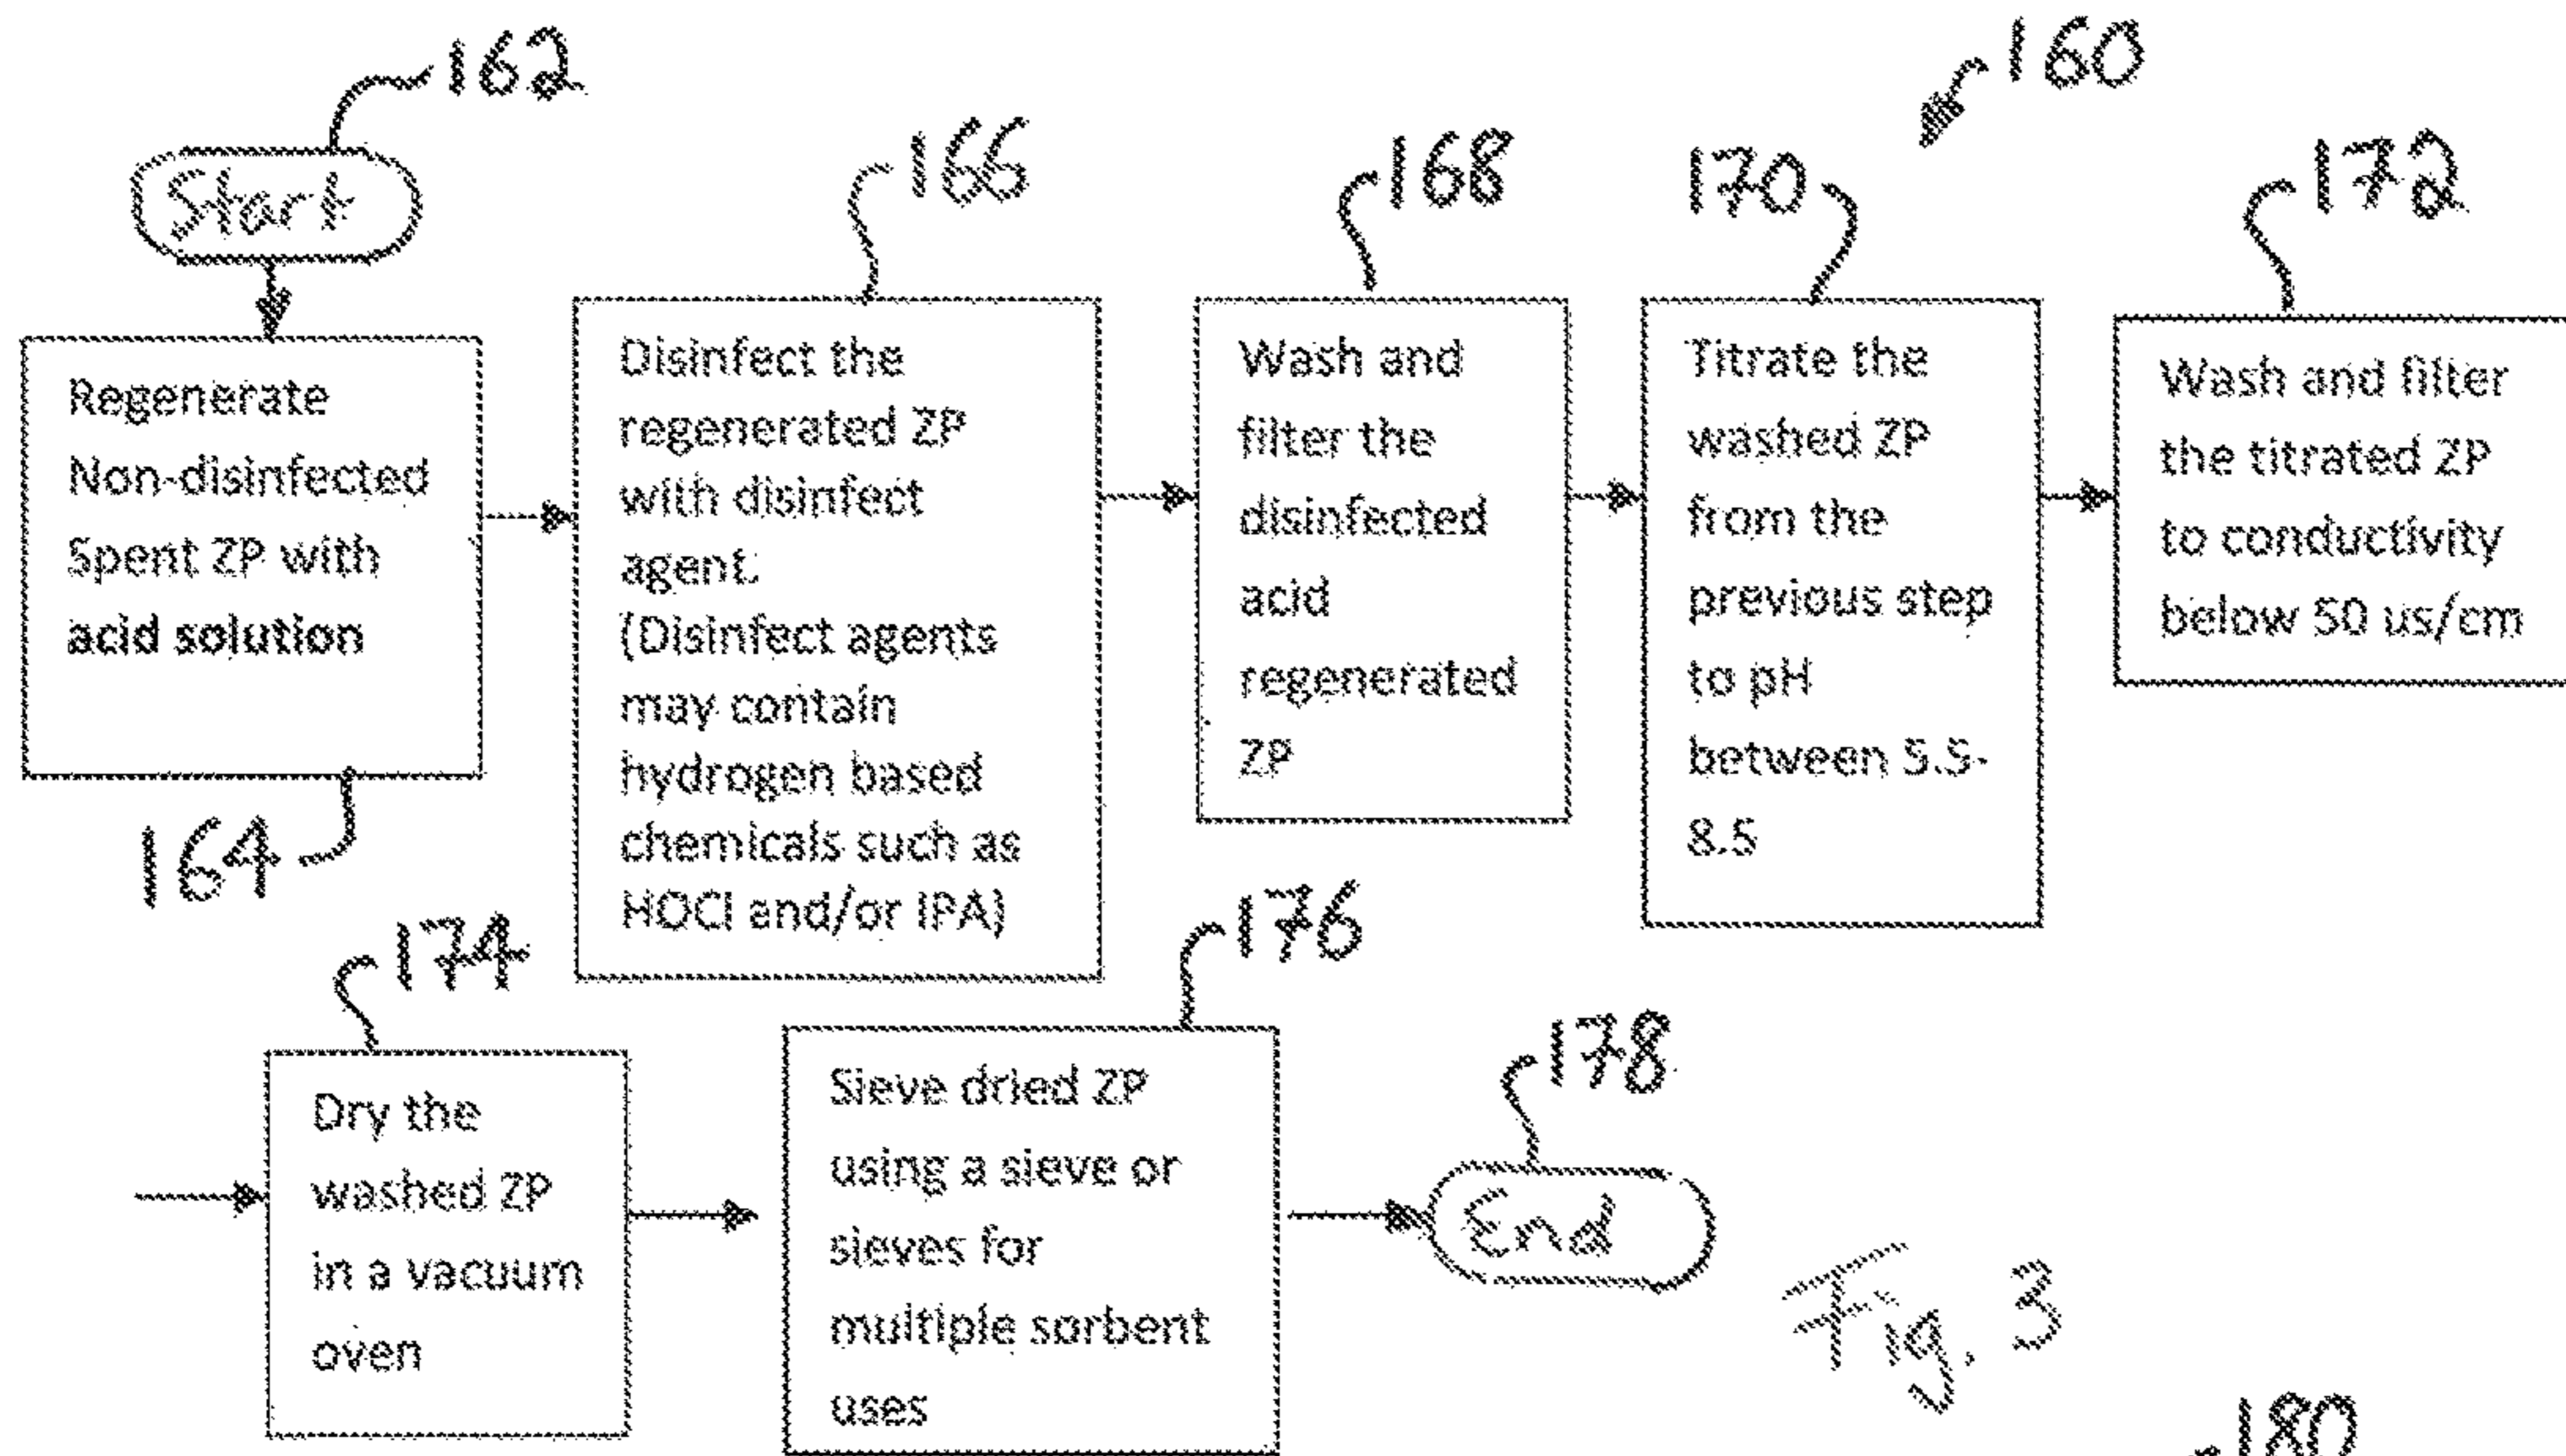 162
160
Start
166
168
170
172
Regenerate
Non-disinfected
Spent ZP with
acid solution
164
Disinfect the
regenerated ZP
with disinfect
agent.
(Disinfect agents
may contain
hydrogen based
chemicals such as
HOCl and/or IPA)
Wash and
filter the
disinfected
acid
regenerated
ZP
Titrate the
washed ZP
from the
previous step
to pH
between 5.5-
8.5
Wash and filter
the titrated ZP
to conductivity
below 50 us/cm
174
Dry the
washed ZP
in a vacuum
oven
176
Sieve dried ZP
using a sieve or
sieves for
multiple sorbent
uses
178
End
Fig. 3
180